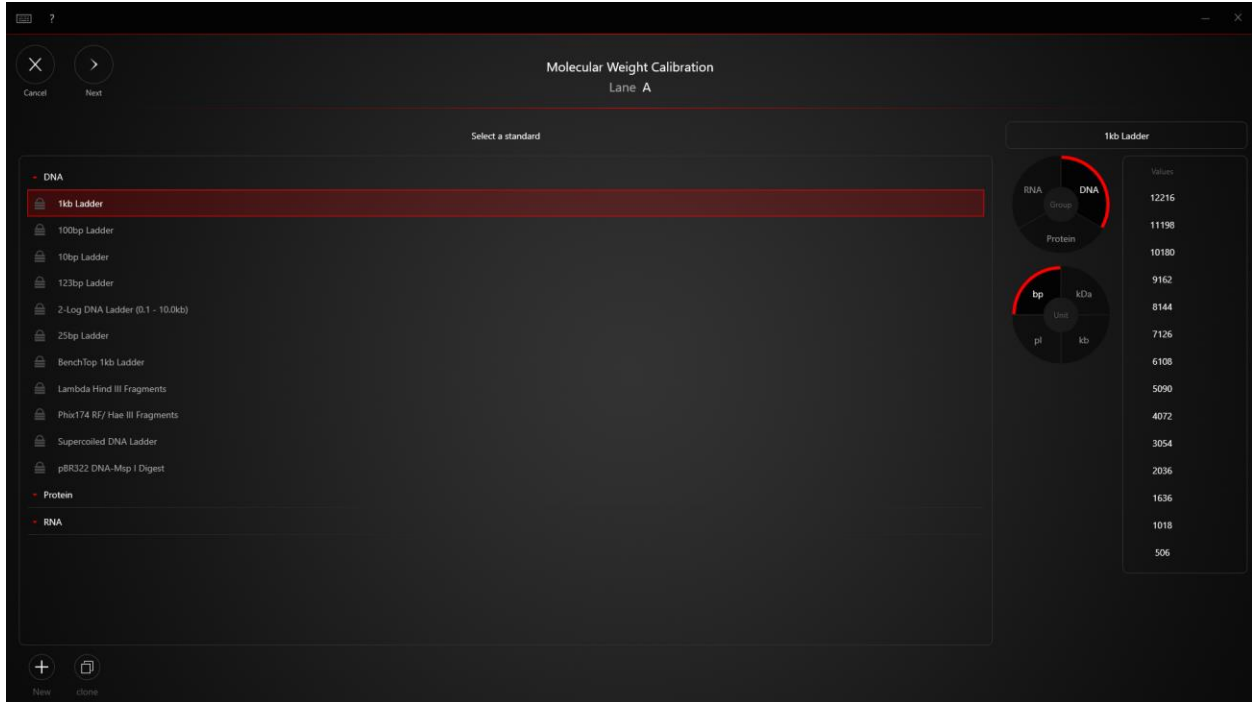 ?
Molecular Weight Calibration
Lane A
Cancel
Next
Select a standard
1kb Ladder
DNA
1kb Ladder
100bp Ladder
10bp Ladder
123bp Ladder
2-Log DNA Ladder (0.1 - 10.0kb)
25bp Ladder
BenchTop 1kb Ladder
Lambda Hind III Fragments
Phix174 RF/ Hae III Fragments
Supercoiled DNA Ladder
pBR322 DNA-Msp I Digest
Protein
RNA
RNA
DNA
Group
Protein
bp
kDa
Unit
pl
kb
Values
12216
11198
10180
9162
8144
7126
6108
5090
4072
3054
2036
1636
1018
506
New
clone